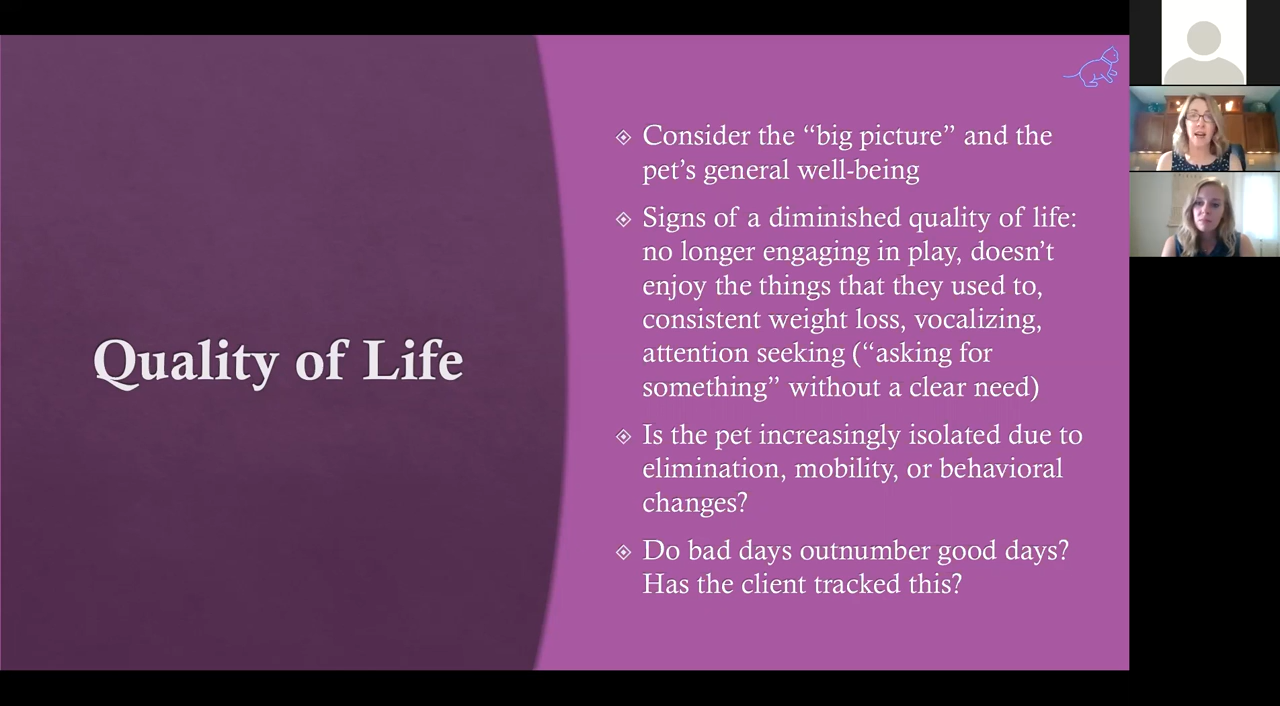 Quality of Life
Consider the “big picture” and the
pet’s general well-being
Signs of a diminished quality of life:
no longer engaging in play, doesn’t
enjoy the things that they used to,
consistent weight loss, vocalizing,
attention seeking (“asking for
something” without a clear need)
Is the pet increasingly isolated due to
elimination, mobility, or behavioral
changes?
Do bad days outnumber good days?
Has the client tracked this?